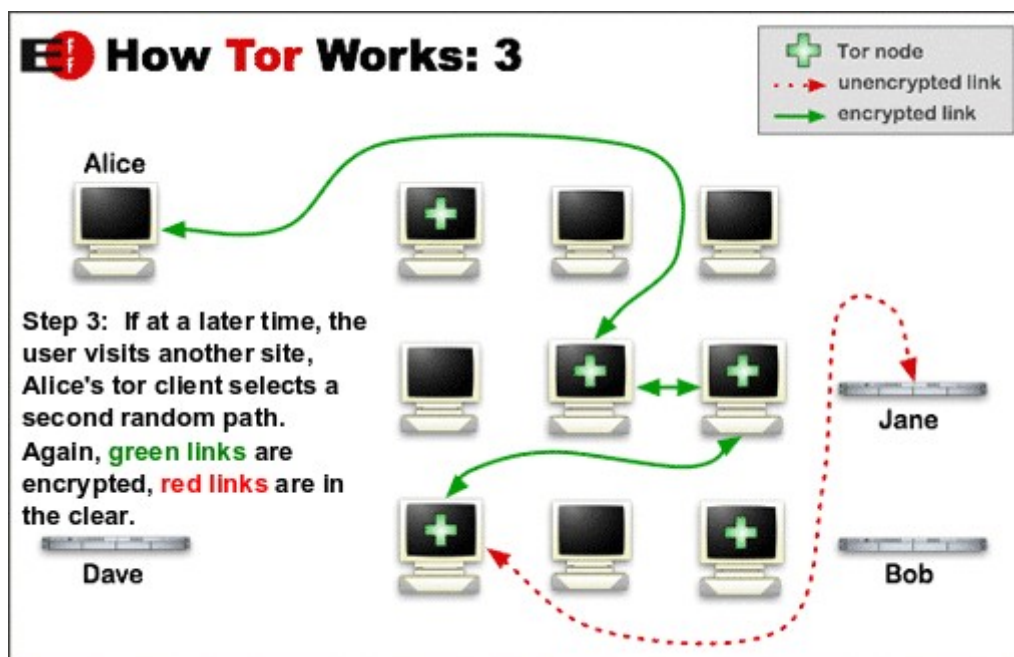 EFF How Tor Works: 3
Tor node
unencrypted link
encrypted link
Alice
Step 3: If at a later time, the
user visits another site,
Alice's tor client selects a
second random path.
Again, green links are
encrypted, red links are in
the clear.
Jane
Dave
Bob